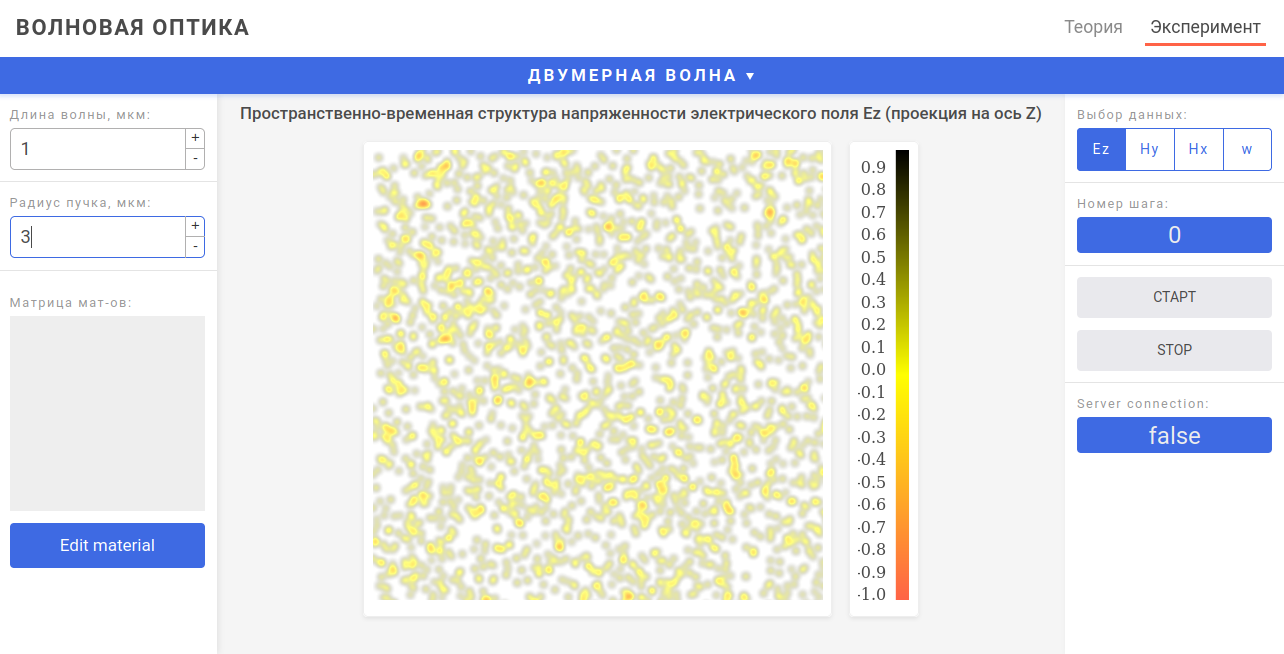 ВОЛНОВАЯ ОПТИКА
Теория Эксперимент
ДВУМЕРНАЯ ВОЛНА ▼
Длина волны, мкм:
1
+
-
Радиус пучка, мкм:
3
+
-
Матрица мат-ов:
Edit material
Пространственно-временная структура напряженности электрического поля Ez (проекция на ось Z)
0.9
0.8
0.7
0.6
0.5
0.4
0.3
0.2
0.1
0.0
-0.1
-0.2
-0.3
-0.4
-0.5
-0.6
-0.7
-0.8
-0.9
-1.0
Выбор данных:
Ez Hy Hx w
Номер шага:
0
СТАРТ
STOP
Server connection:
false